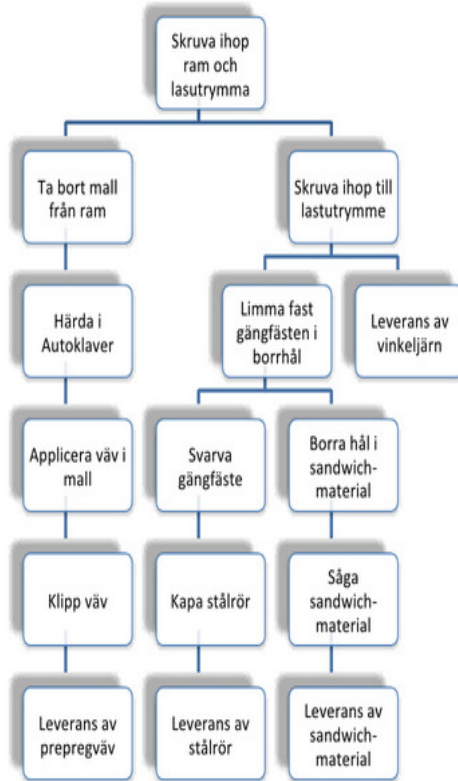 Skruva ihop
ram och
lasutrymma
Ta bort mall
från ram
Skruva ihop till
lastutrymme
Härda i
Autoklaver
Limma fast
gängfästen i
borrhål
Leverans av
vinkeljärn
Applicera väv i
mall
Svarva
gängfäste
Borra hål i
sandwich-
material
Klipp väv
Kapa stålrör
Såga
sandwich-
material
Leverans av
prepregväv
Leverans av
stålrör
Leverans av
sandwich-
material